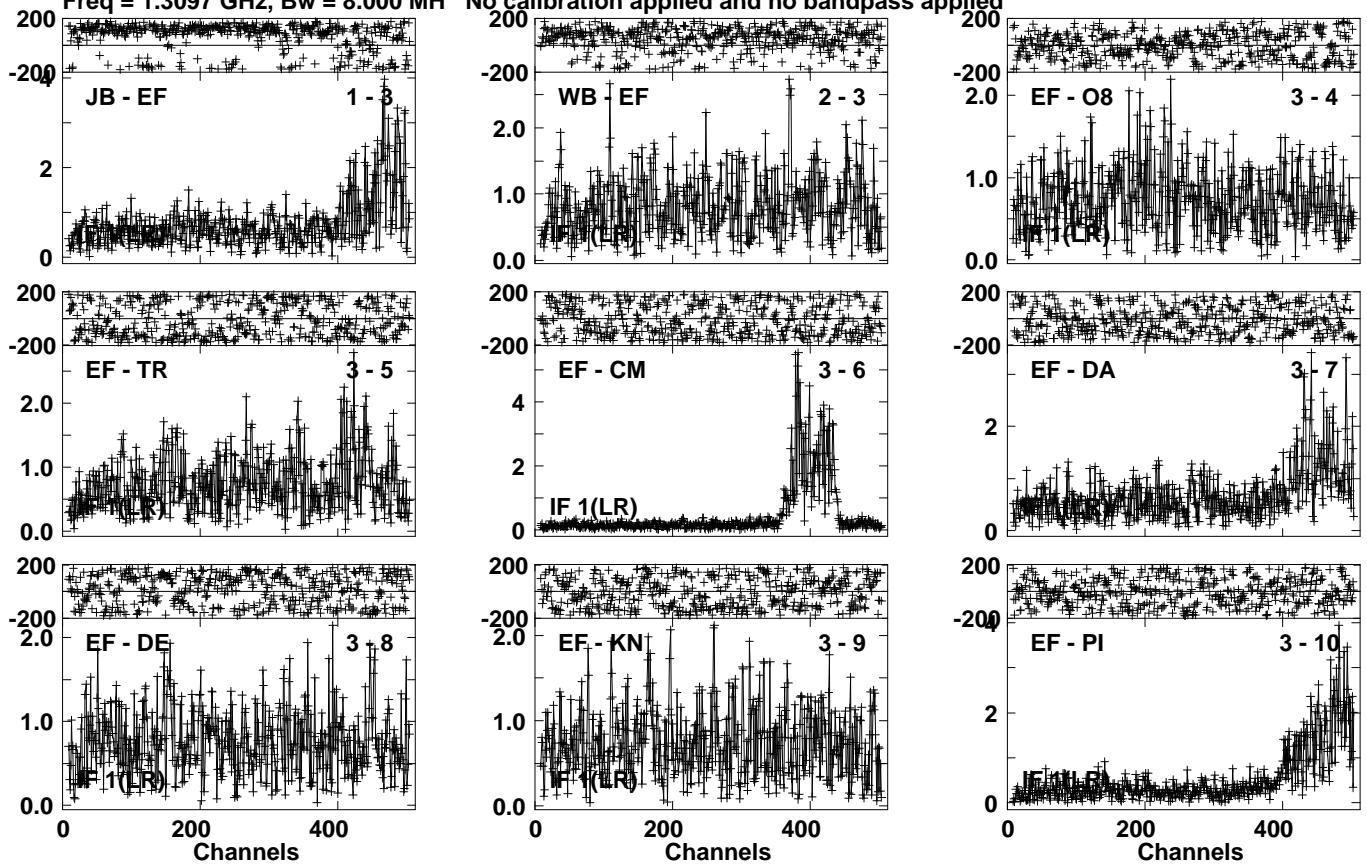 Freq = 1.3097 GHz, Bw = 8.000 MH No calibration applied and no bandpass applied
200
-200
4
2
0
JB - EF 1 - 3
IF 1(LR)
200
-200
2.0
1.0
0.0
WB - EF 2 - 3
IF 1(LR)
200
-200
2.0
1.0
0.0
EF - O8 3 - 4
IF 1(LR)
200
-200
2.0
1.0
0.0
EF - TR 3 - 5
IF 1(LR)
200
-200
4
2
0
EF - CM 3 - 6
IF 1(LR)
200
-200
2
0
EF - DA 3 - 7
IF 1(LR)
200
-200
2.0
1.0
0.0
EF - DE 3 - 8
IF 1(LR)
0 200 400
Channels
200
-200
2.0
1.0
0.0
EF - KN 3 - 9
IF 1(LR)
0 200 400
Channels
200
-200
4
2
0
EF - PI 3 - 10
IF 1(LR)
0 200 400
Channels